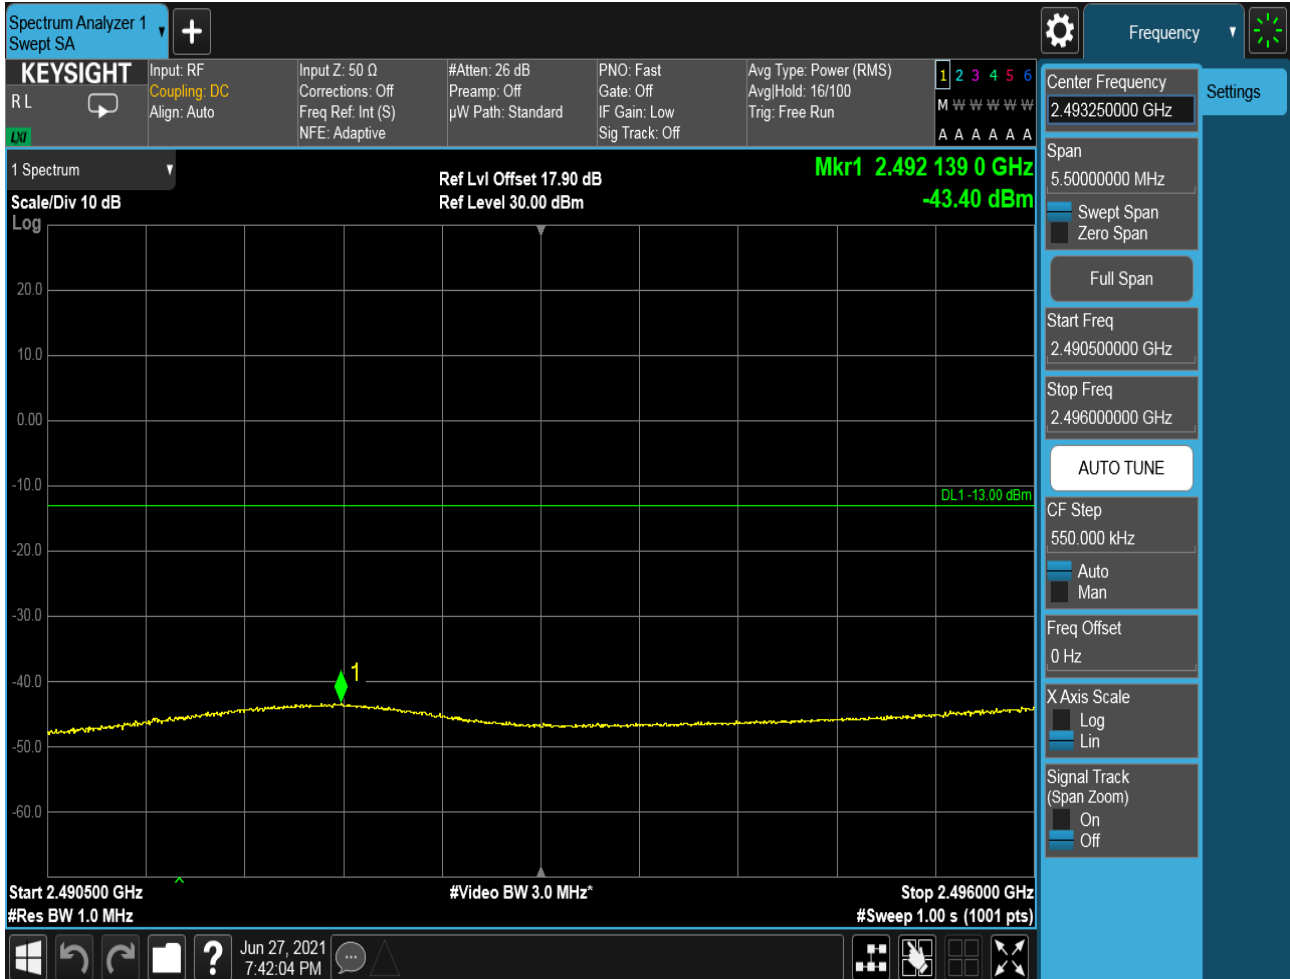 Spectrum Analyzer 1
Swept SA
+
Frequency
KEYSIGHT
R L
LXI
Input: RF
Coupling: DC
Align: Auto
Input Z: 50 Ω
Corrections: Off
Freq Ref: Int (S)
NFE: Adaptive
#Atten: 26 dB
Preamp: Off
µW Path: Standard
PNO: Fast
Gate: Off
IF Gain: Low
Sig Track: Off
Avg Type: Power (RMS)
Avg|Hold: 16/100
Trig: Free Run
1 2 3 4 5 6
M W W W W W
A A A A A A
1 Spectrum
Scale/Div 10 dB
Log
Ref Lvl Offset 17.90 dB
Ref Level 30.00 dBm
Mkr1 2.492 139 0 GHz
-43.40 dBm
20.0
10.0
0.00
-10.0
DL1 -13.00 dBm
-20.0
-30.0
-40.0
1
-50.0
-60.0
Start 2.490500 GHz
#Video BW 3.0 MHz*
Stop 2.496000 GHz
#Res BW 1.0 MHz
#Sweep 1.00 s (1001 pts)
?
Jun 27, 2021
7:42:04 PM
Center Frequency
2.493250000 GHz
Settings
Span
5.50000000 MHz
Swept Span
Zero Span
Full Span
Start Freq
2.490500000 GHz
Stop Freq
2.496000000 GHz
AUTO TUNE
CF Step
550.000 kHz
Auto
Man
Freq Offset
0 Hz
X Axis Scale
Log
Lin
Signal Track
(Span Zoom)
On
Off